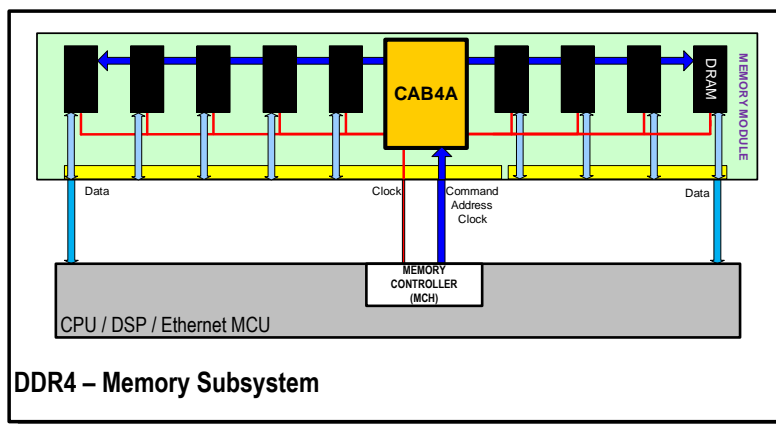 CAB4A
DRAM
MEMORY MODULE
Data
Clock
Command
Address
Clock
Data
MEMORY
CONTROLLER
(MCH)
CPU / DSP / Ethernet MCU
DDR4 – Memory Subsystem